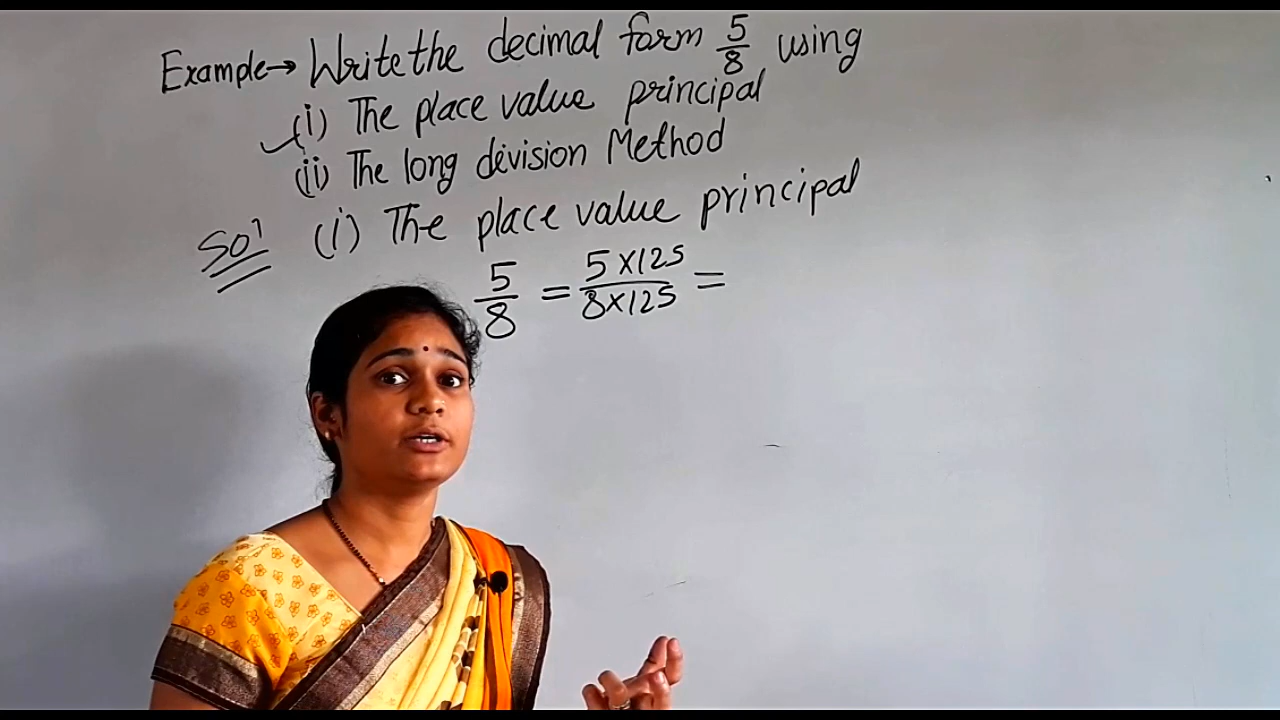 Example→ Write the decimal form 5/8 using
(i) The place value principal
(ii) The long division Method
Sol (i) The place value principal
5/8 = 5×125/8×125 =